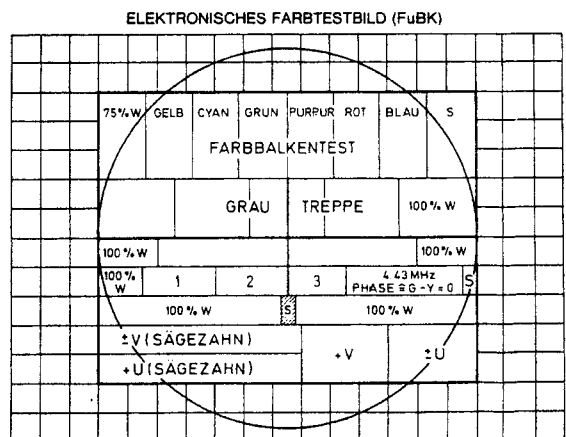 ELEKTRONISCHES FARBTESTBILD (FuBK)
75% W GELB CYAN GRUN PURPUR ROT BLAU S
FARBBALKENTEST
GRAU TREPPE 100% W
100% W 100% W
100% W 1 2 3 4.43 MHz PHASE ≙ G-Y = 0 S
100% W S 100% W
±V (SÄGEZAHN)
+U (SÄGEZAHN)
+V ±U